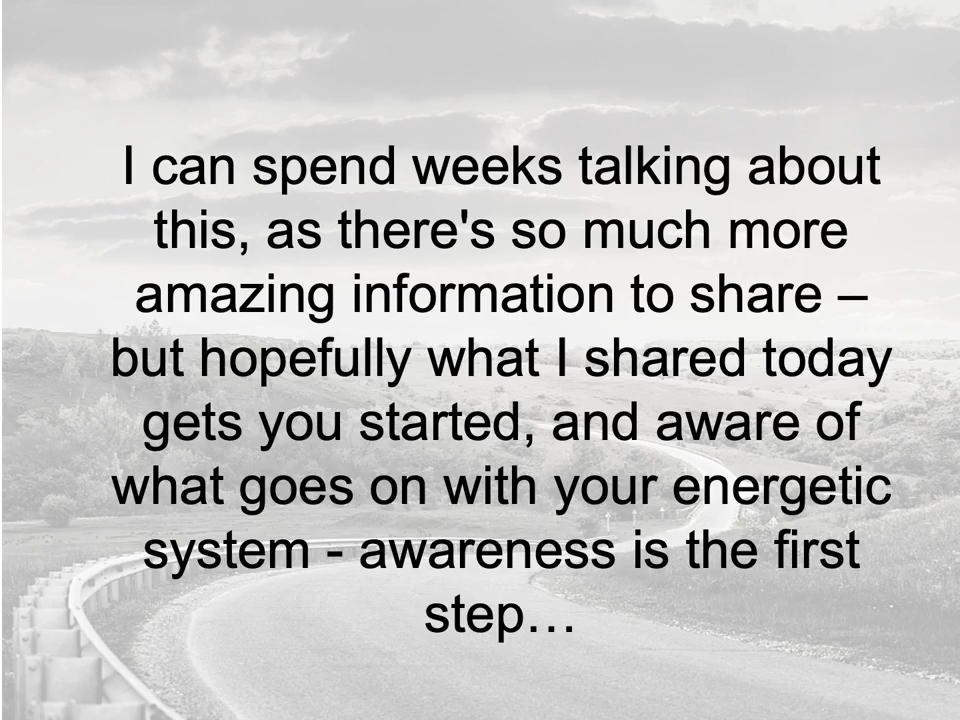 I can spend weeks talking about
this, as there's so much more
amazing information to share –
but hopefully what I shared today
gets you started, and aware of
what goes on with your energetic
system - awareness is the first
step…